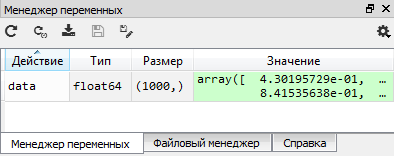 Менеджер переменных
Действие Тип Размер Значение
data float64 (1000,) array([ 4.30195729e-01, …
8.41535638e-01, …
Менеджер переменных Файловый менеджер Справка